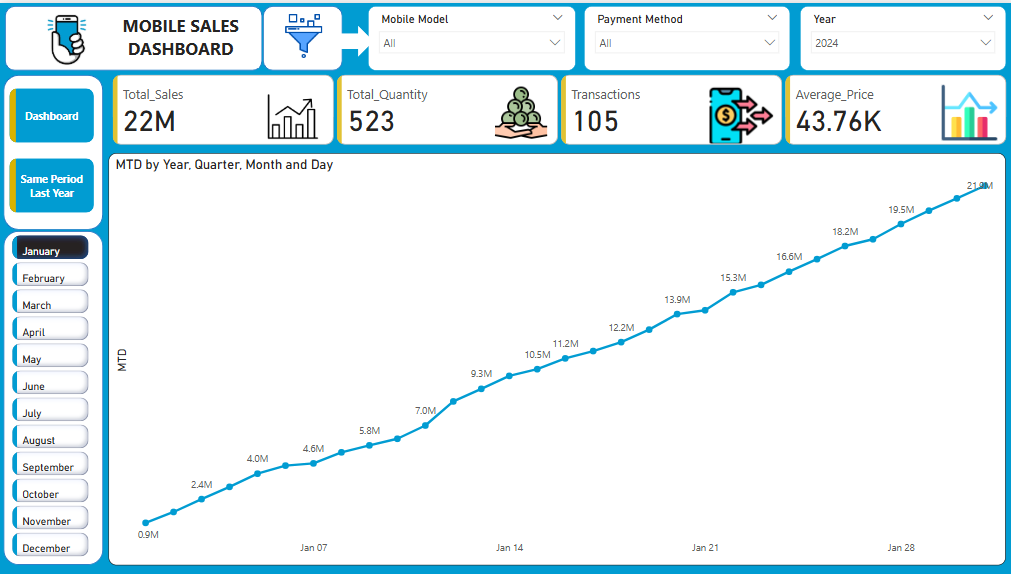 MOBILE SALES
DASHBOARD
Mobile Model
All
Payment Method
All
Year
2024
Dashboard
Same Period
Last Year
January
February
March
April
May
June
July
August
September
October
November
December
Total_Sales
22M
Total_Quantity
523
Transactions
105
Average_Price
43.76K
MTD by Year, Quarter, Month and Day
MTD
0.9M
2.4M
4.0M
4.6M
5.8M
7.0M
9.3M
10.5M
11.2M
12.2M
13.9M
15.3M
16.6M
18.2M
19.5M
Jan 07
Jan 14
Jan 21
Jan 28